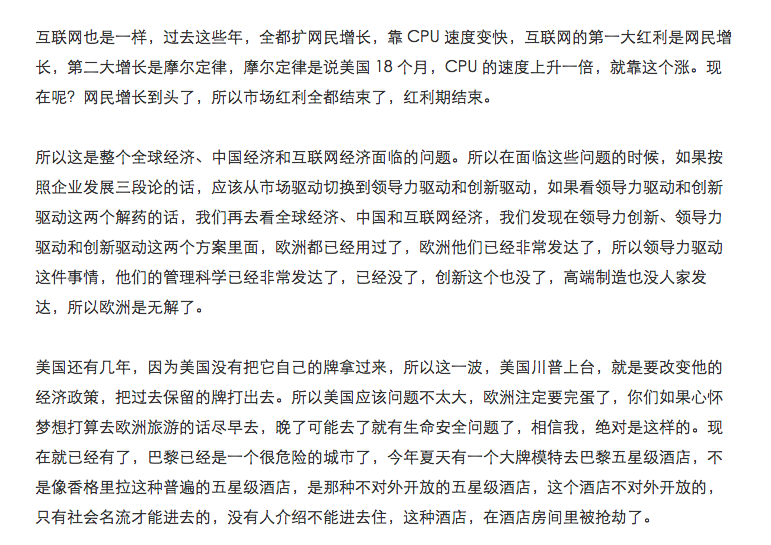 互联网也是一样，过去这些年，全都扩网民增长，靠 CPU 速度变快，互联网的第一大红利是网民增
长，第二大增长是摩尔定律，摩尔定律是说美国 18 个月，CPU 的速度上升一倍，就靠这个涨。现
在呢？网民增长到头了，所以市场红利全都结束了，红利期结束。
所以这是整个全球经济、中国经济和互联网经济面临的问题。所以在面临这些问题的时候，如果按
照企业发展三段论的话，应该从市场驱动切换到领导力驱动和创新驱动，如果看领导力驱动和创新
驱动这两个解药的话，我们再去看全球经济、中国和互联网经济，我们发现在领导力创新、领导力
驱动和创新驱动这两个方案里面，欧洲都已经用过了，欧洲他们已经非常发达了，所以领导力驱动
这件事情，他们的管理科学已经非常发达了，已经没了，创新这个也没了，高端制造也没人家发
达，所以欧洲是无解了。
美国还有几年，因为美国没有把它自己的牌拿过来，所以这一波，美国川普上台，就是要改变他的
经济政策，把过去保留的牌打出去。所以美国应该问题不太大，欧洲注定要完蛋了，你们如果心怀
梦想打算去欧洲旅游的话尽早去，晚了可能去了就有生命安全问题了，相信我，绝对是这样的。现
在就已经有了，巴黎已经是一个很危险的城市了，今年夏天有一个大牌模特去巴黎五星级酒店，不
是像香格里拉这种普遍的五星级酒店，是那种不对外开放的五星级酒店，这个酒店不对外开放的，
只有社会名流才能进去的，没有人介绍不能进去住，这种酒店，在酒店房间里被抢劫了。